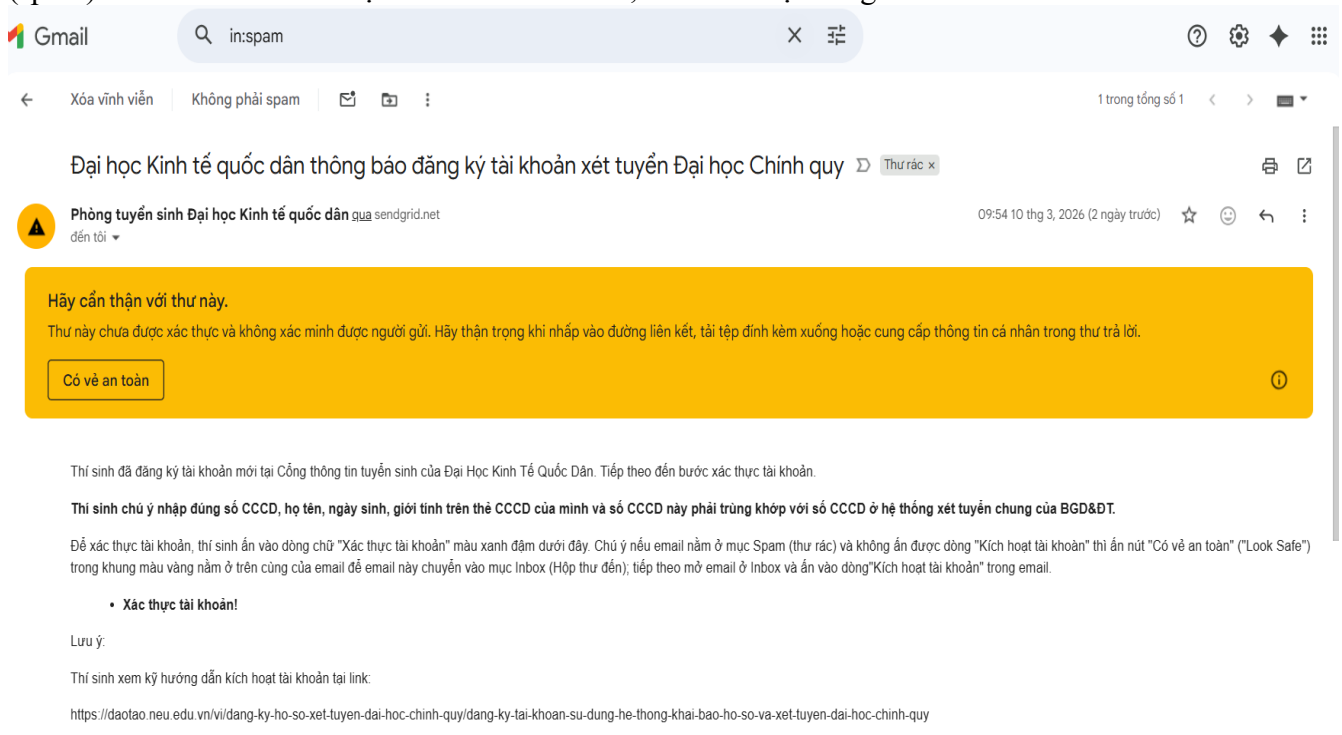 Gmail
in:spam
Xóa vĩnh viễn Không phải spam 1 trong tổng số 1
Đại học Kinh tế quốc dân thông báo đăng ký tài khoản xét tuyển Đại học Chính quy Thư rác ×
Phòng tuyển sinh Đại học Kinh tế quốc dân qua sendgrid.net 09:54 10 thg 3, 2026 (2 ngày trước)
đến tôi
Hãy cẩn thận với thư này.
Thư này chưa được xác thực và không xác minh được người gửi. Hãy thận trọng khi nhấp vào đường liên kết, tải tệp đính kèm xuống hoặc cung cấp thông tin cá nhân trong thư trả lời.
Có vẻ an toàn
Thí sinh đã đăng ký tài khoản mới tại Cổng thông tin tuyển sinh của Đại Học Kinh Tế Quốc Dân. Tiếp theo đến bước xác thực tài khoản.
Thí sinh chú ý nhập đúng số CCCD, họ tên, ngày sinh, giới tính trên thẻ CCCD của mình và số CCCD này phải trùng khớp với số CCCD ở hệ thống xét tuyển chung của BGD&ĐT.
Để xác thực tài khoản, thí sinh ấn vào dòng chữ "Xác thực tài khoản" màu xanh đậm dưới đây. Chú ý nếu email nằm ở mục Spam (thư rác) và không ấn được dòng "Kích hoạt tài khoàn" thì ấn nút "Có vẻ an toàn" ("Look Safe")
trong khung màu vàng nằm ở trên cùng của email để email này chuyển vào mục Inbox (Hộp thư đến); tiếp theo mở email ở Inbox và ấn vào dòng"Kích hoạt tài khoản" trong email.
• Xác thực tài khoản!
Lưu ý:
Thí sinh xem kỹ hướng dẫn kích hoạt tài khoản tại link:
https://daotao.neu.edu.vn/vi/dang-ky-ho-so-xet-tuyen-dai-hoc-chinh-quy/dang-ky-tai-khoan-su-dung-he-thong-khai-bao-ho-so-va-xet-tuyen-dai-hoc-chinh-quy